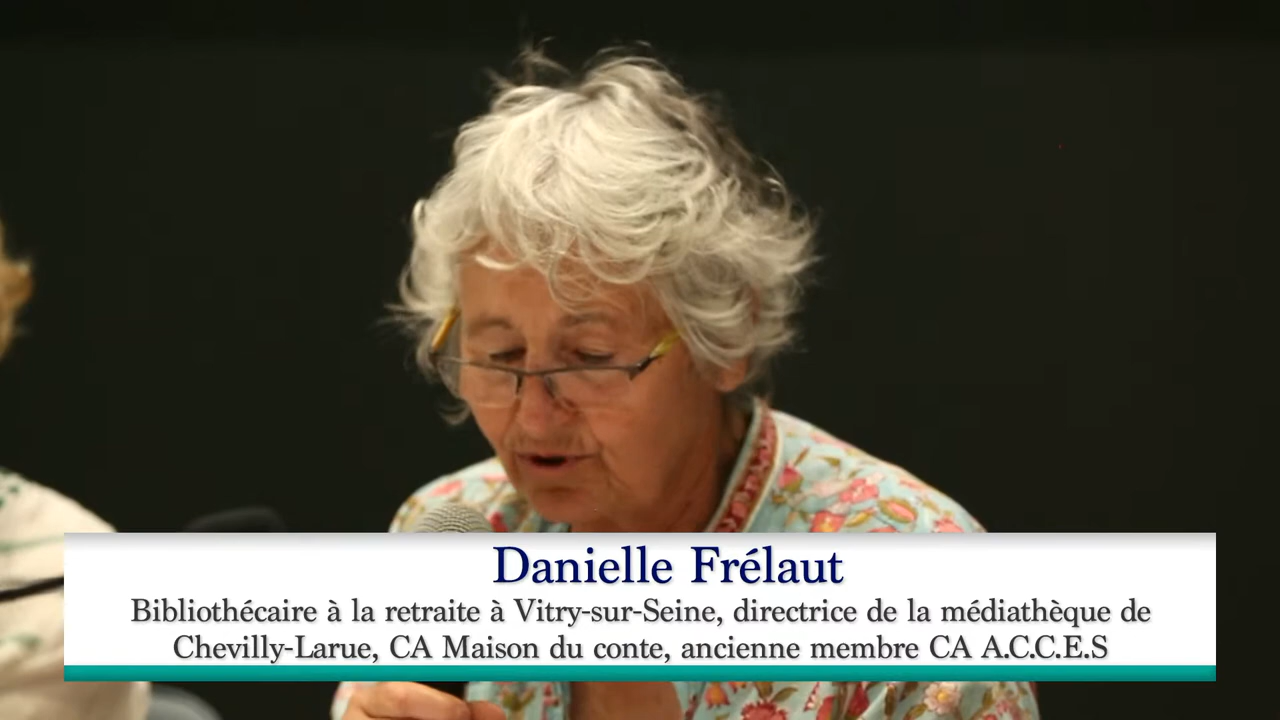 Danielle Frélaut
Bibliothécaire à la retraite à Vitry-sur-Seine, directrice de la médiathèque de
Chevilly-Larue, CA Maison du conte, ancienne membre CA A.C.C.E.S